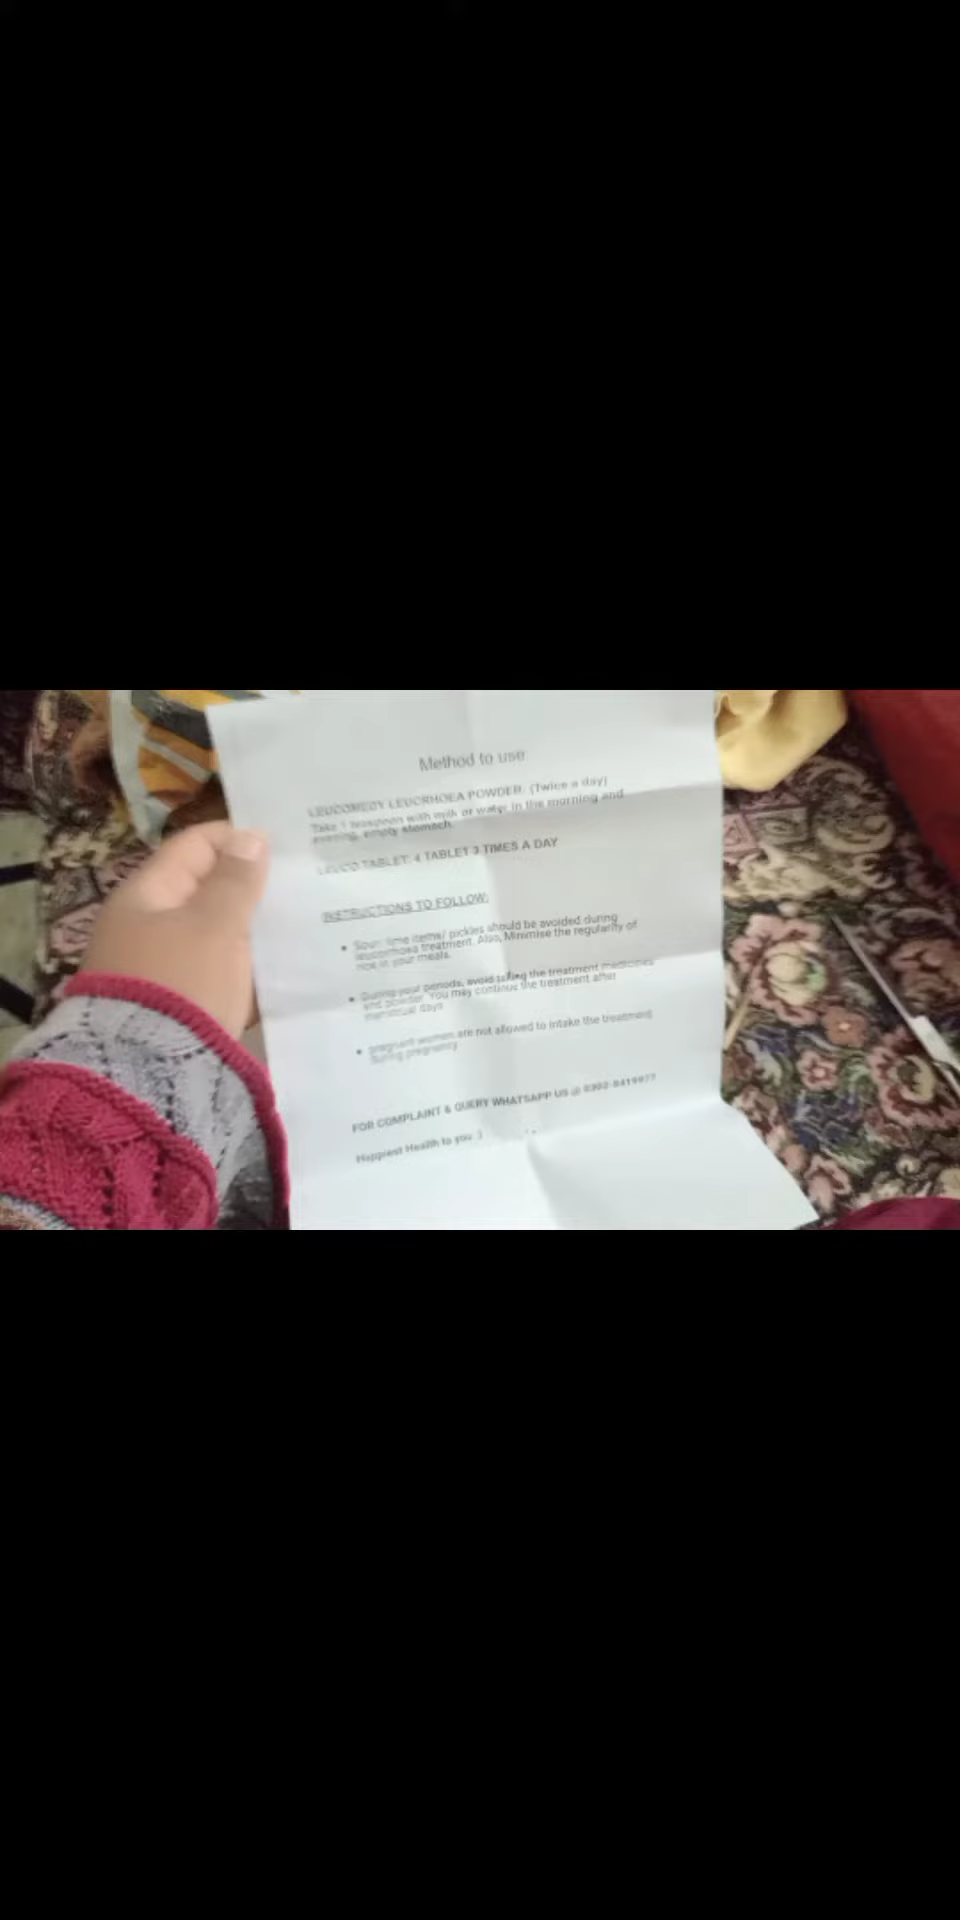 Method to use
LEUCOMEDY LEUCRHOEA POWDER: (Twice a day)
Take 1 teaspoon with milk or water in the morning and
evening, empty stomach.
LEUCO TABLET: 4 TABLET 3 TIMES A DAY
INSTRUCTIONS TO FOLLOW:
• Sour/ lime items/ pickles should be avoided during
leucormoea treatment. Also, Minimise the regularity of
rice in your meals.
• During your periods, avoid the treatment medicines
and powder. You may continue the treatment after
menstrual days
• pregnant women are not allowed to intake the treatment
during pregnancy
FOR COMPLAINT & QUERY WHATSAPP US @
Happiest Health to you :)